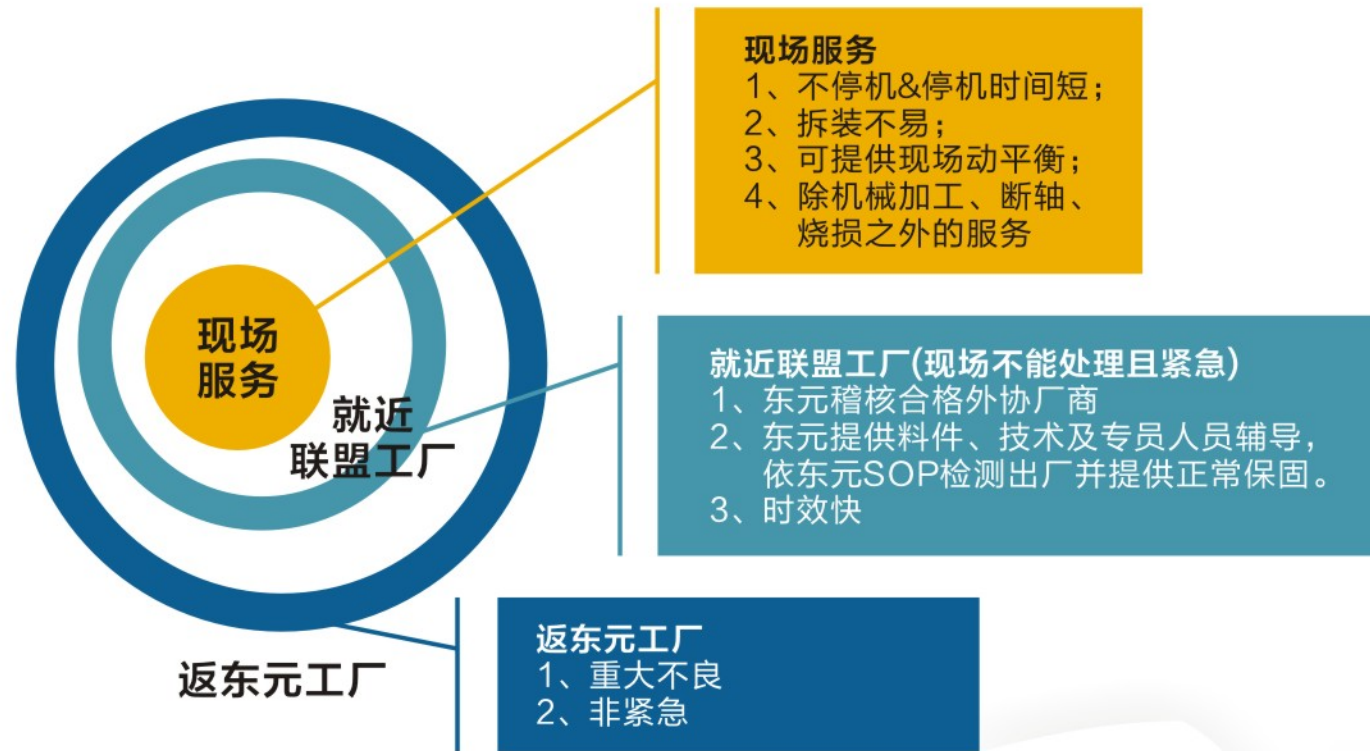 现场服务
1、不停机&停机时间短；
2、拆装不易；
3、可提供现场动平衡；
4、除机械加工、断轴、
烧损之外的服务
现场
服务
就近
联盟工厂
就近联盟工厂(现场不能处理且紧急)
1、东元稽核合格外协厂商
2、东元提供料件、技术及专员人员辅导，
依东元SOP检测出厂并提供正常保固。
3、时效快
返东元工厂
返东元工厂
1、重大不良
2、非紧急